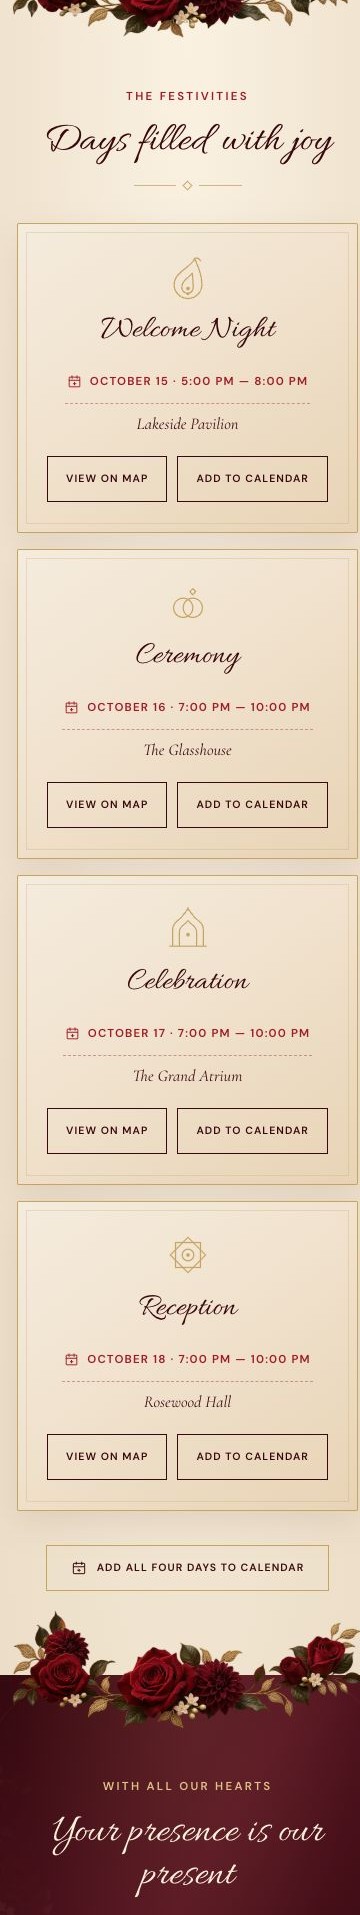 THE FESTIVITIES
Days filled with joy
Welcome Night
OCTOBER 15 · 5:00 PM — 8:00 PM
Lakeside Pavilion
VIEW ON MAP
ADD TO CALENDAR
Ceremony
OCTOBER 16 · 7:00 PM — 10:00 PM
The Glasshouse
VIEW ON MAP
ADD TO CALENDAR
Celebration
OCTOBER 17 · 7:00 PM — 10:00 PM
The Grand Atrium
VIEW ON MAP
ADD TO CALENDAR
Reception
OCTOBER 18 · 7:00 PM — 10:00 PM
Rosewood Hall
VIEW ON MAP
ADD TO CALENDAR
ADD ALL FOUR DAYS TO CALENDAR
WITH ALL OUR HEARTS
Your presence is our
present